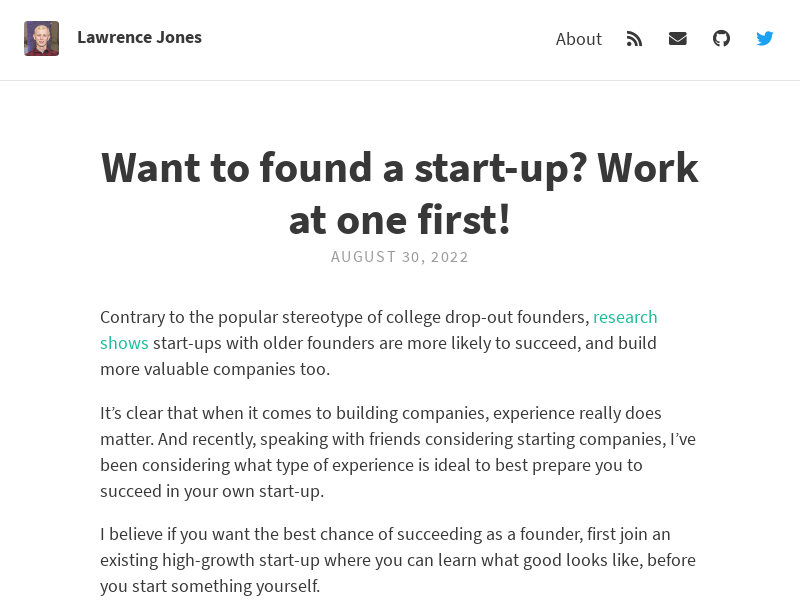 Lawrence Jones
About
Want to found a start-up? Work
at one first!
AUGUST 30, 2022
Contrary to the popular stereotype of college drop-out founders, research
shows start-ups with older founders are more likely to succeed, and build
more valuable companies too.
It’s clear that when it comes to building companies, experience really does
matter. And recently, speaking with friends considering starting companies, I’ve
been considering what type of experience is ideal to best prepare you to
succeed in your own start-up.
I believe if you want the best chance of succeeding as a founder, first join an
existing high-growth start-up where you can learn what good looks like, before
you start something yourself.